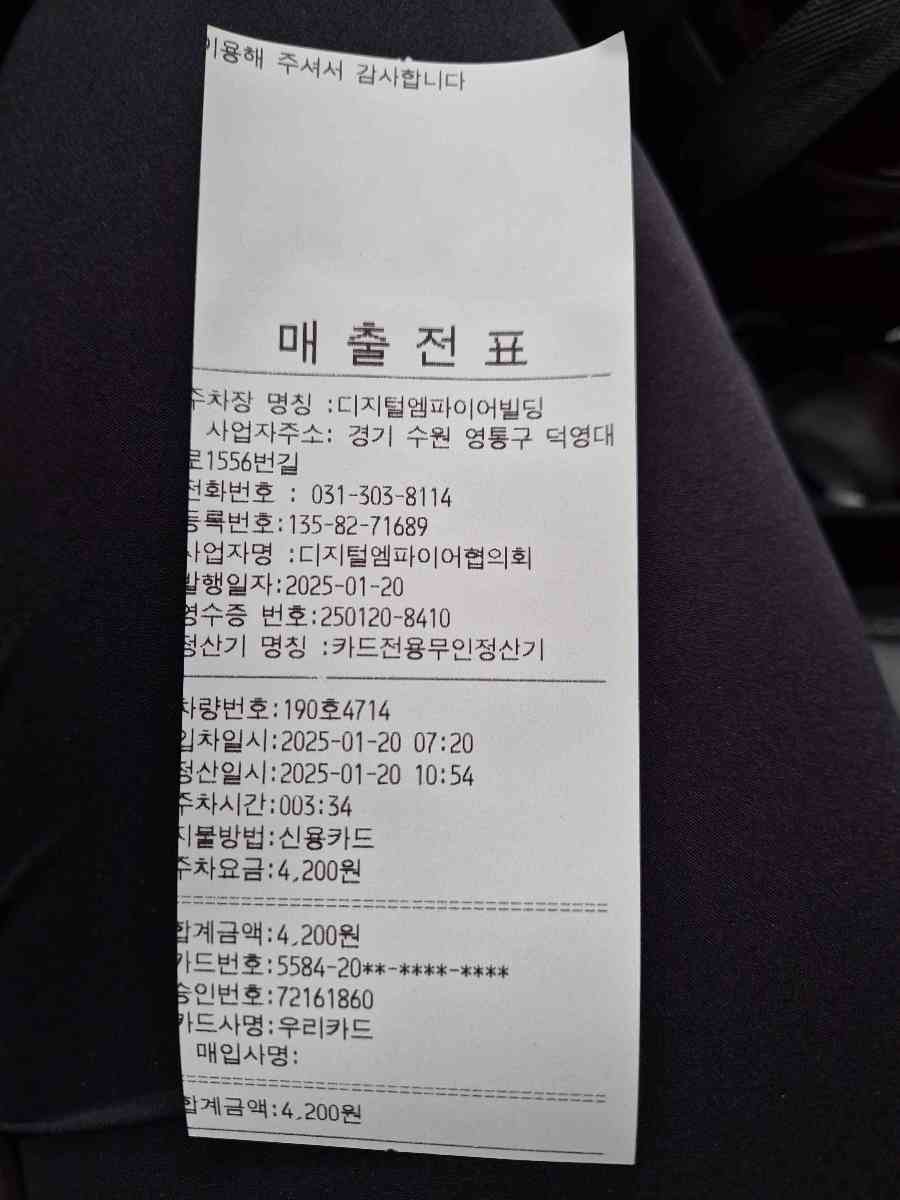 이용해 주셔서 감사합니다
매 출 전 표
주차장 명칭 :디지털엠파이어빌딩
사업자주소: 경기 수원 영통구 덕영대
로1556번길
전화번호 : 031-303-8114
등록번호:135-82-71689
사업자명 :디지털엠파이어협의회
발행일자:2025-01-20
영수증 번호:250120-8410
정산기 명칭 :카드전용무인정산기
차량번호:190호4714
입차일시:2025-01-20 07:20
정산일시:2025-01-20 10:54
주차시간:003:34
지불방법:신용카드
주차요금:4,200원
합계금액:4,200원
카드번호:5584-20**-****-****
승인번호:72161860
카드사명:우리카드
매입사명:
합계금액:4,200원